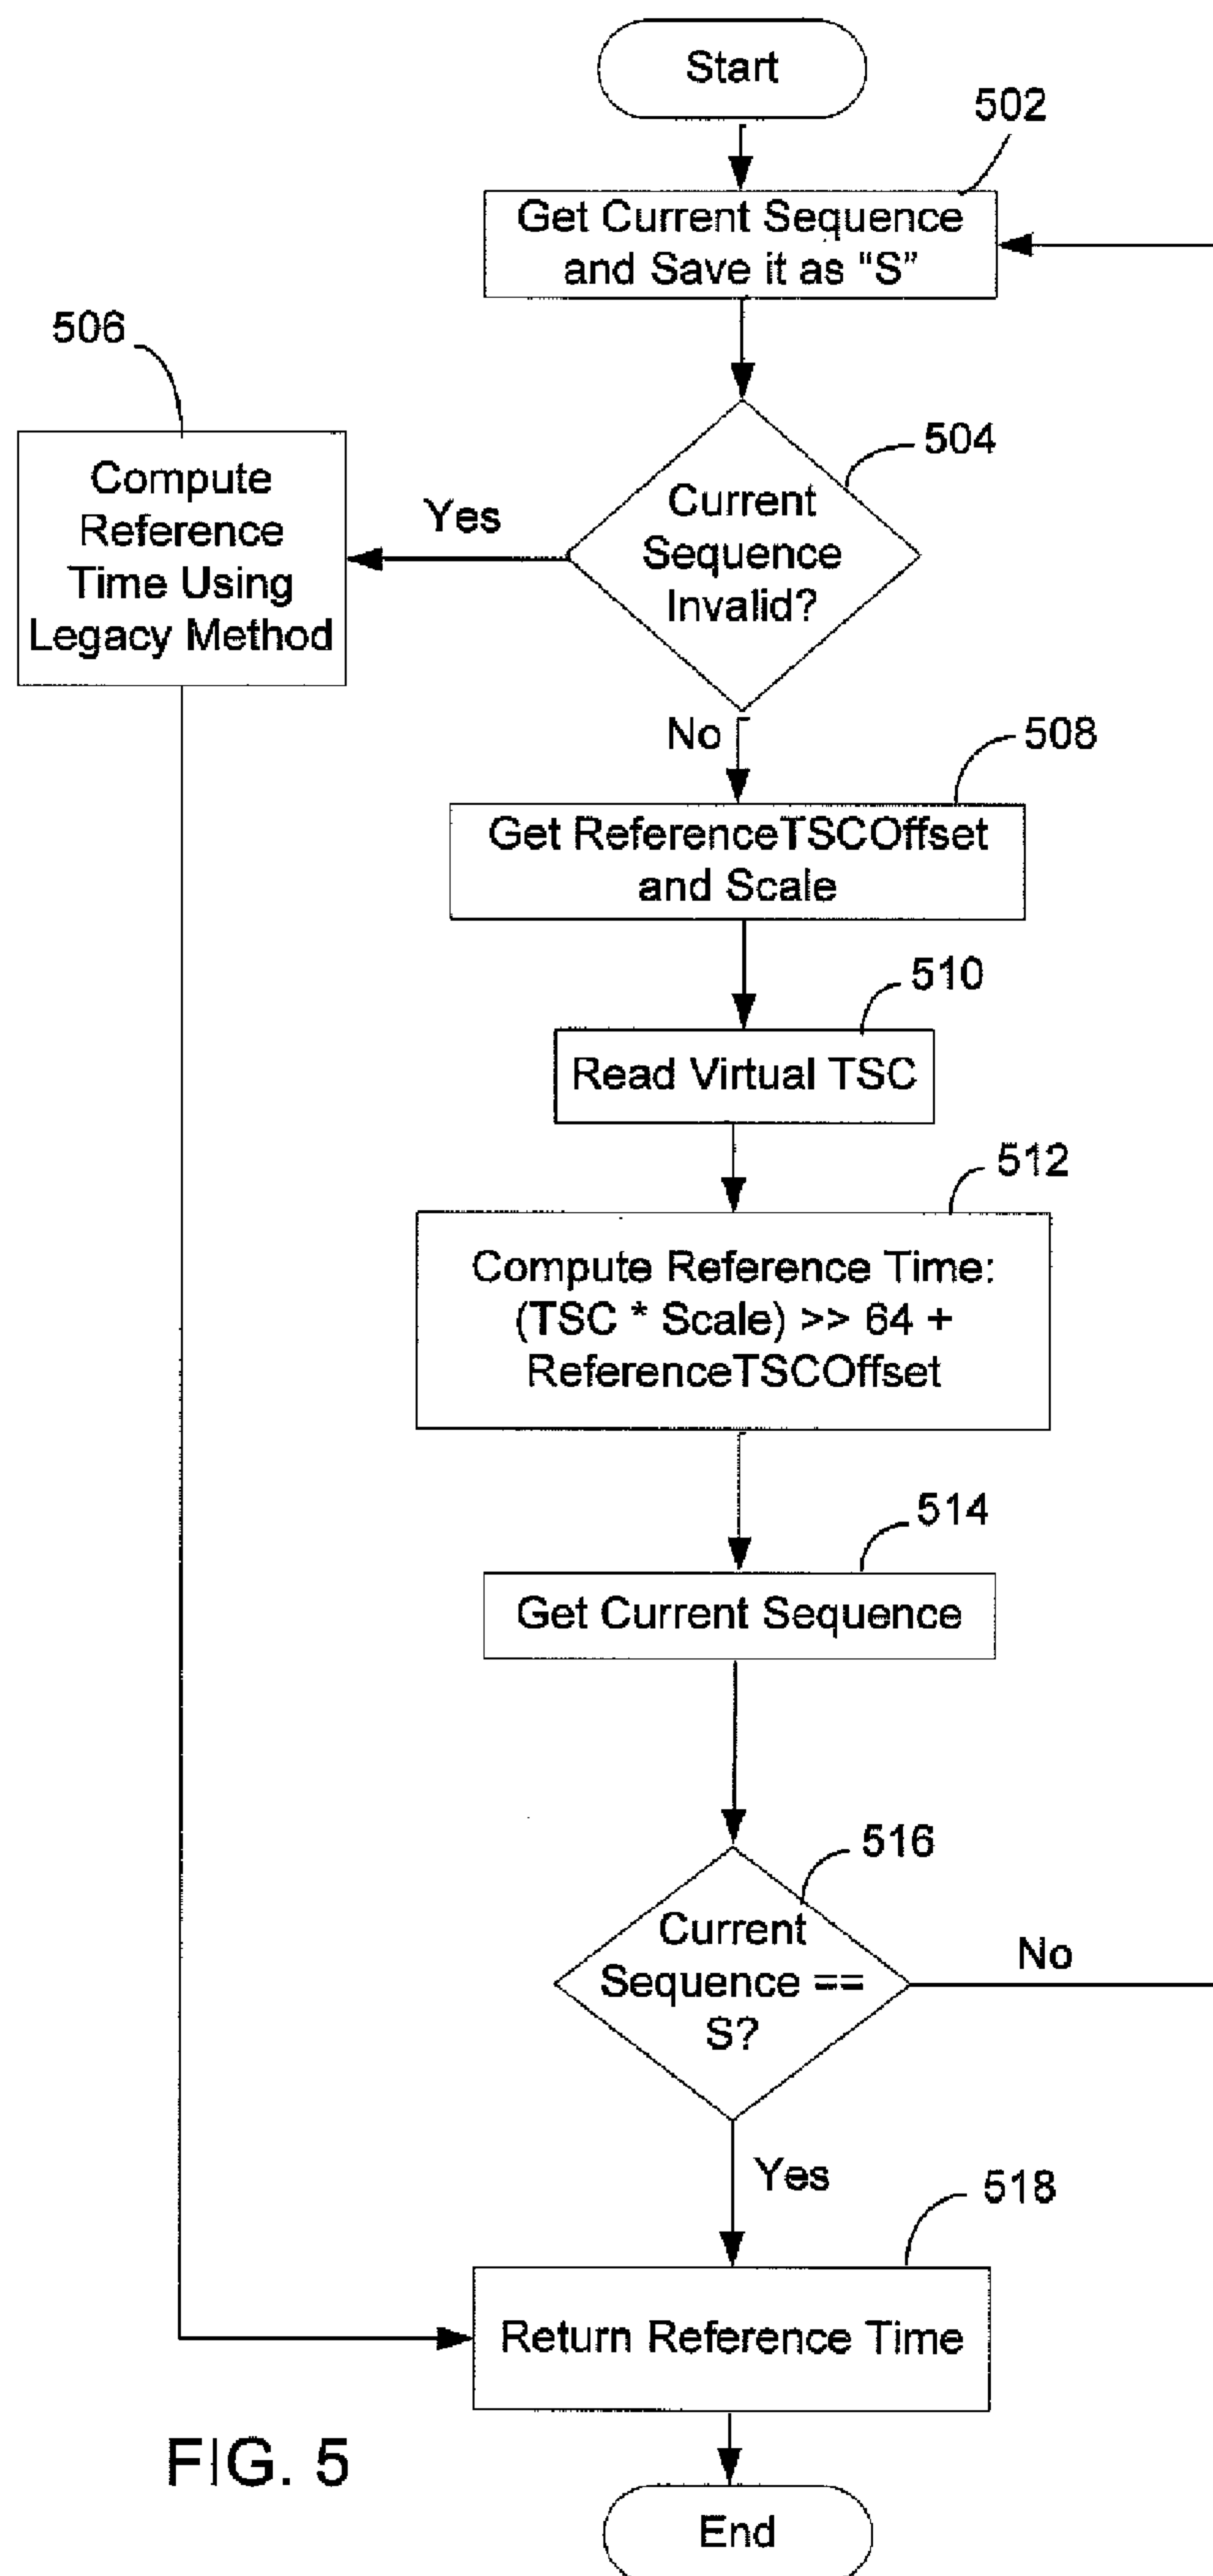 Start
502
Get Current Sequence
and Save it as “S”
506
504
Compute
Reference
Time Using
Legacy Method
Yes
Current
Sequence
Invalid?
No
508
Get ReferenceTSCOffset
and Scale
510
Read Virtual TSC
512
Compute Reference Time:
(TSC * Scale) >> 64 +
ReferenceTSCOffset
514
Get Current Sequence
516
Current
Sequence ==
S?
No
Yes
518
Return Reference Time
FIG. 5
End